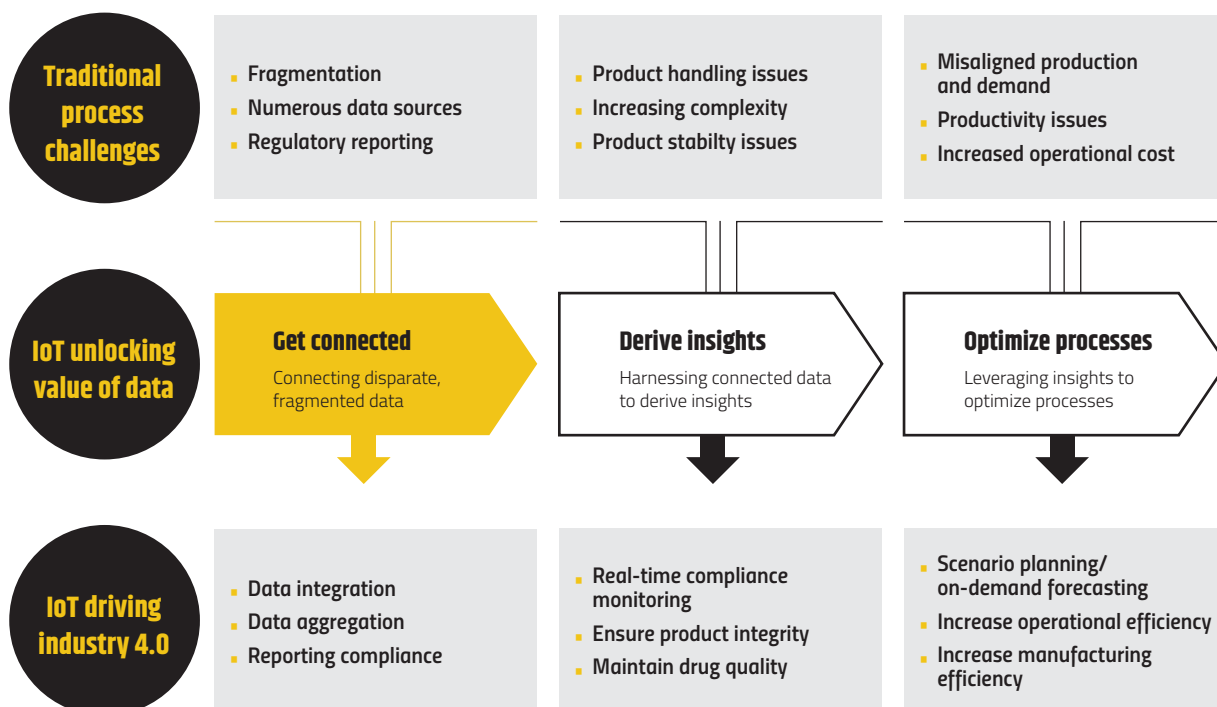 Traditional
process
challenges
Fragmentation
Numerous data sources
Regulatory reporting
Product handling issues
Increasing complexity
Product stabilty issues
Misaligned production
and demand
Productivity issues
Increased operational cost
IoT unlocking
value of data
Get connected
Connecting disparate,
fragmented data
Derive insights
Harnessing connected data
to derive insights
Optimize processes
Leveraging insights to
optimize processes
IoT driving
industry 4.0
Data integration
Data aggregation
Reporting compliance
Real-time compliance
monitoring
Ensure product integrity
Maintain drug quality
Scenario planning/
on-demand forecasting
Increase operational efficiency
Increase manufacturing
efficiency